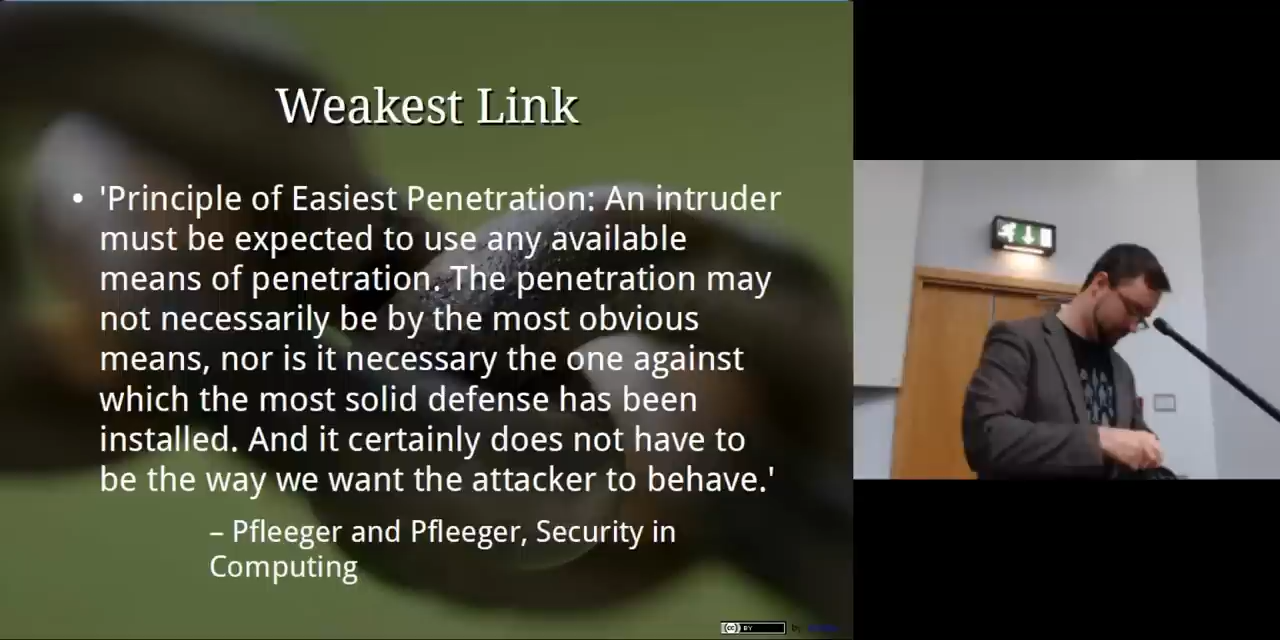 Weakest Link
• 'Principle of Easiest Penetration: An intruder
must be expected to use any available
means of penetration. The penetration may
not necessarily be by the most obvious
means, nor is it necessary the one against
which the most solid defense has been
installed. And it certainly does not have to
be the way we want the attacker to behave.'
– Pfleeger and Pfleeger, Security in
Computing
cc BY by